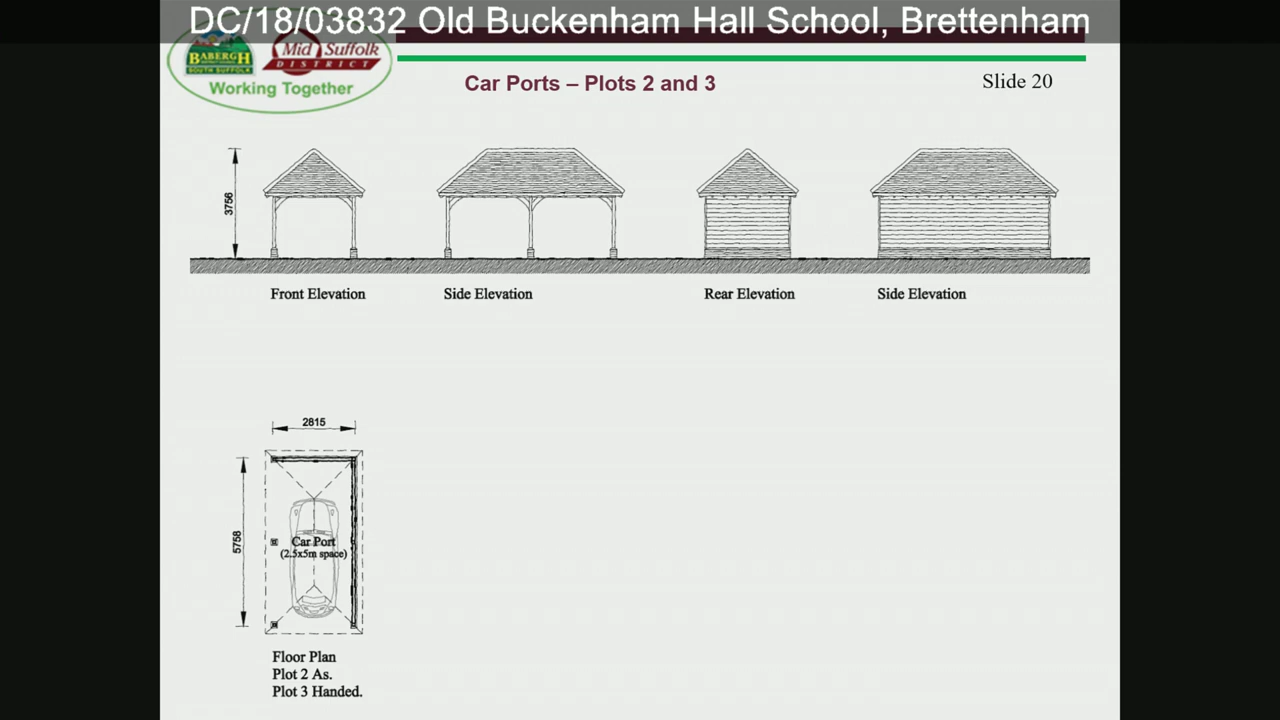 DC/18/03832 Old Buckenham Hall School, Brettenham
BABERGH
SOUTH SUFFOLK
Mid Suffolk
DISTRICT
Working Together
Car Ports – Plots 2 and 3
Slide 20
3756
Front Elevation
Side Elevation
Rear Elevation
Side Elevation
2815
5758
Car Port
(2.5x5m space)
Floor Plan
Plot 2 As.
Plot 3 Handed.